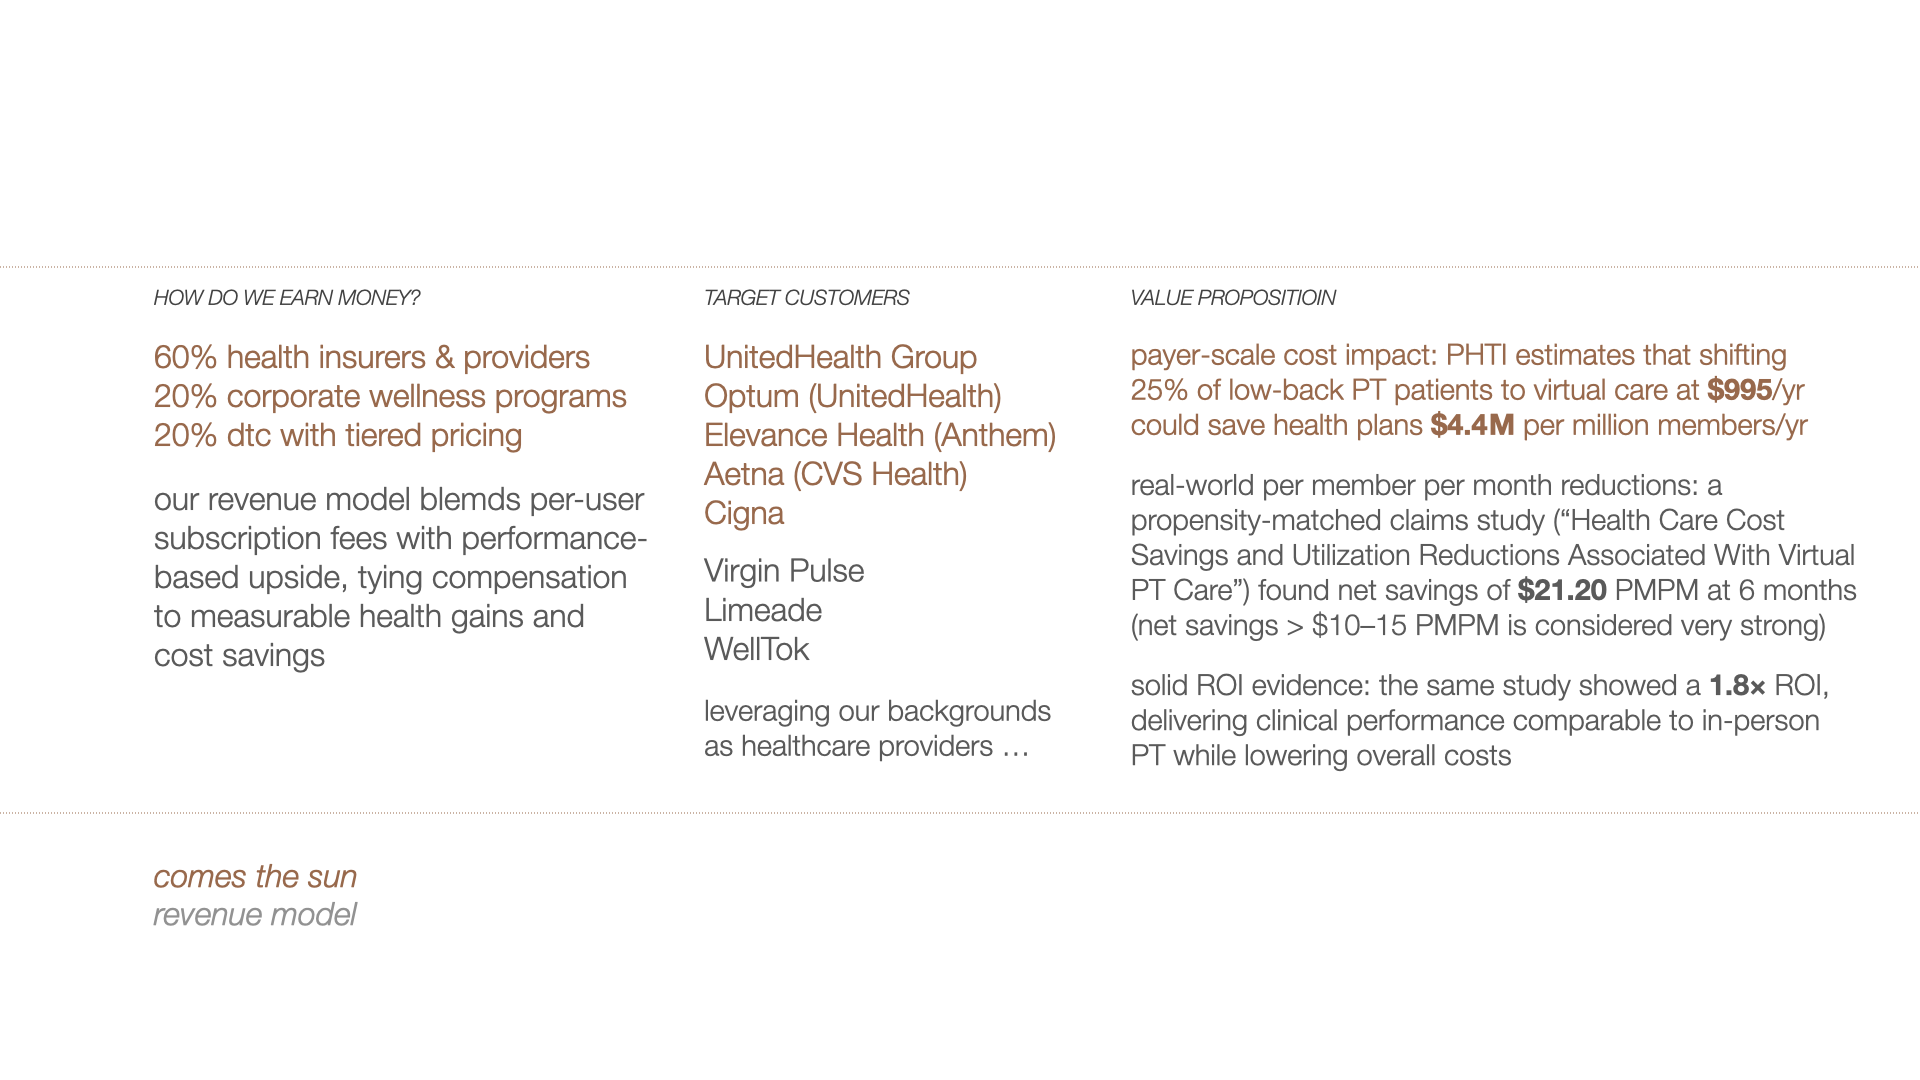 HOW DO WE EARN MONEY?
60% health insurers & providers
20% corporate wellness programs
20% dtc with tiered pricing
our revenue model blemds per-user
subscription fees with performance-
based upside, tying compensation
to measurable health gains and
cost savings
TARGET CUSTOMERS
UnitedHealth Group
Optum (UnitedHealth)
Elevance Health (Anthem)
Aetna (CVS Health)
Cigna
Virgin Pulse
Limeade
WellTok
leveraging our backgrounds
as healthcare providers …
VALUE PROPOSITIOIN
payer-scale cost impact: PHTI estimates that shifting
25% of low-back PT patients to virtual care at $995/yr
could save health plans $4.4M per million members/yr
real-world per member per month reductions: a
propensity-matched claims study (“Health Care Cost
Savings and Utilization Reductions Associated With Virtual
PT Care”) found net savings of $21.20 PMPM at 6 months
(net savings > $10–15 PMPM is considered very strong)
solid ROI evidence: the same study showed a 1.8× ROI,
delivering clinical performance comparable to in-person
PT while lowering overall costs
comes the sun
revenue model